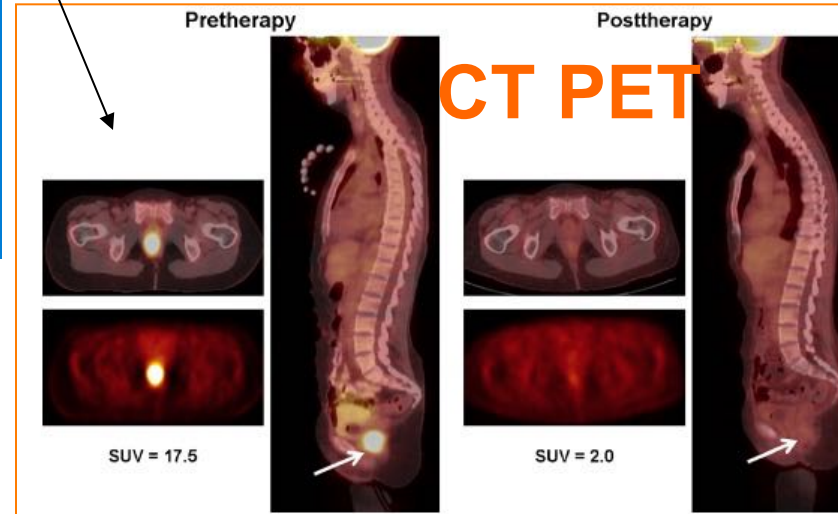 Pretherapy
Posttherapy
CT PET
SUV = 17.5
SUV = 2.0